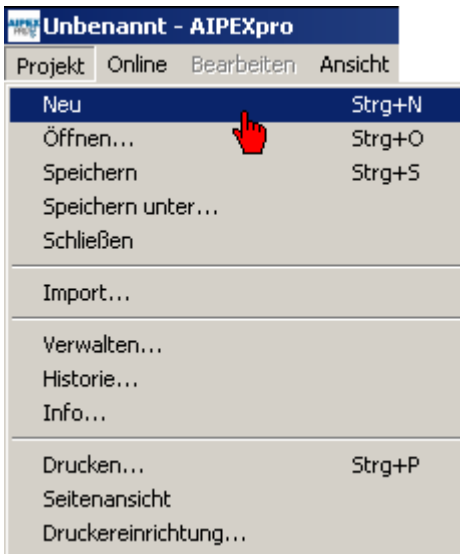 Unbenannt - AIPEXpro
Projekt Online Bearbeiten Ansicht
Neu Strg+N
Öffnen... Strg+O
Speichern Strg+S
Speichern unter...
Schließen
Import...
Verwalten...
Historie...
Info...
Drucken... Strg+P
Seitenansicht
Druckereinrichtung...